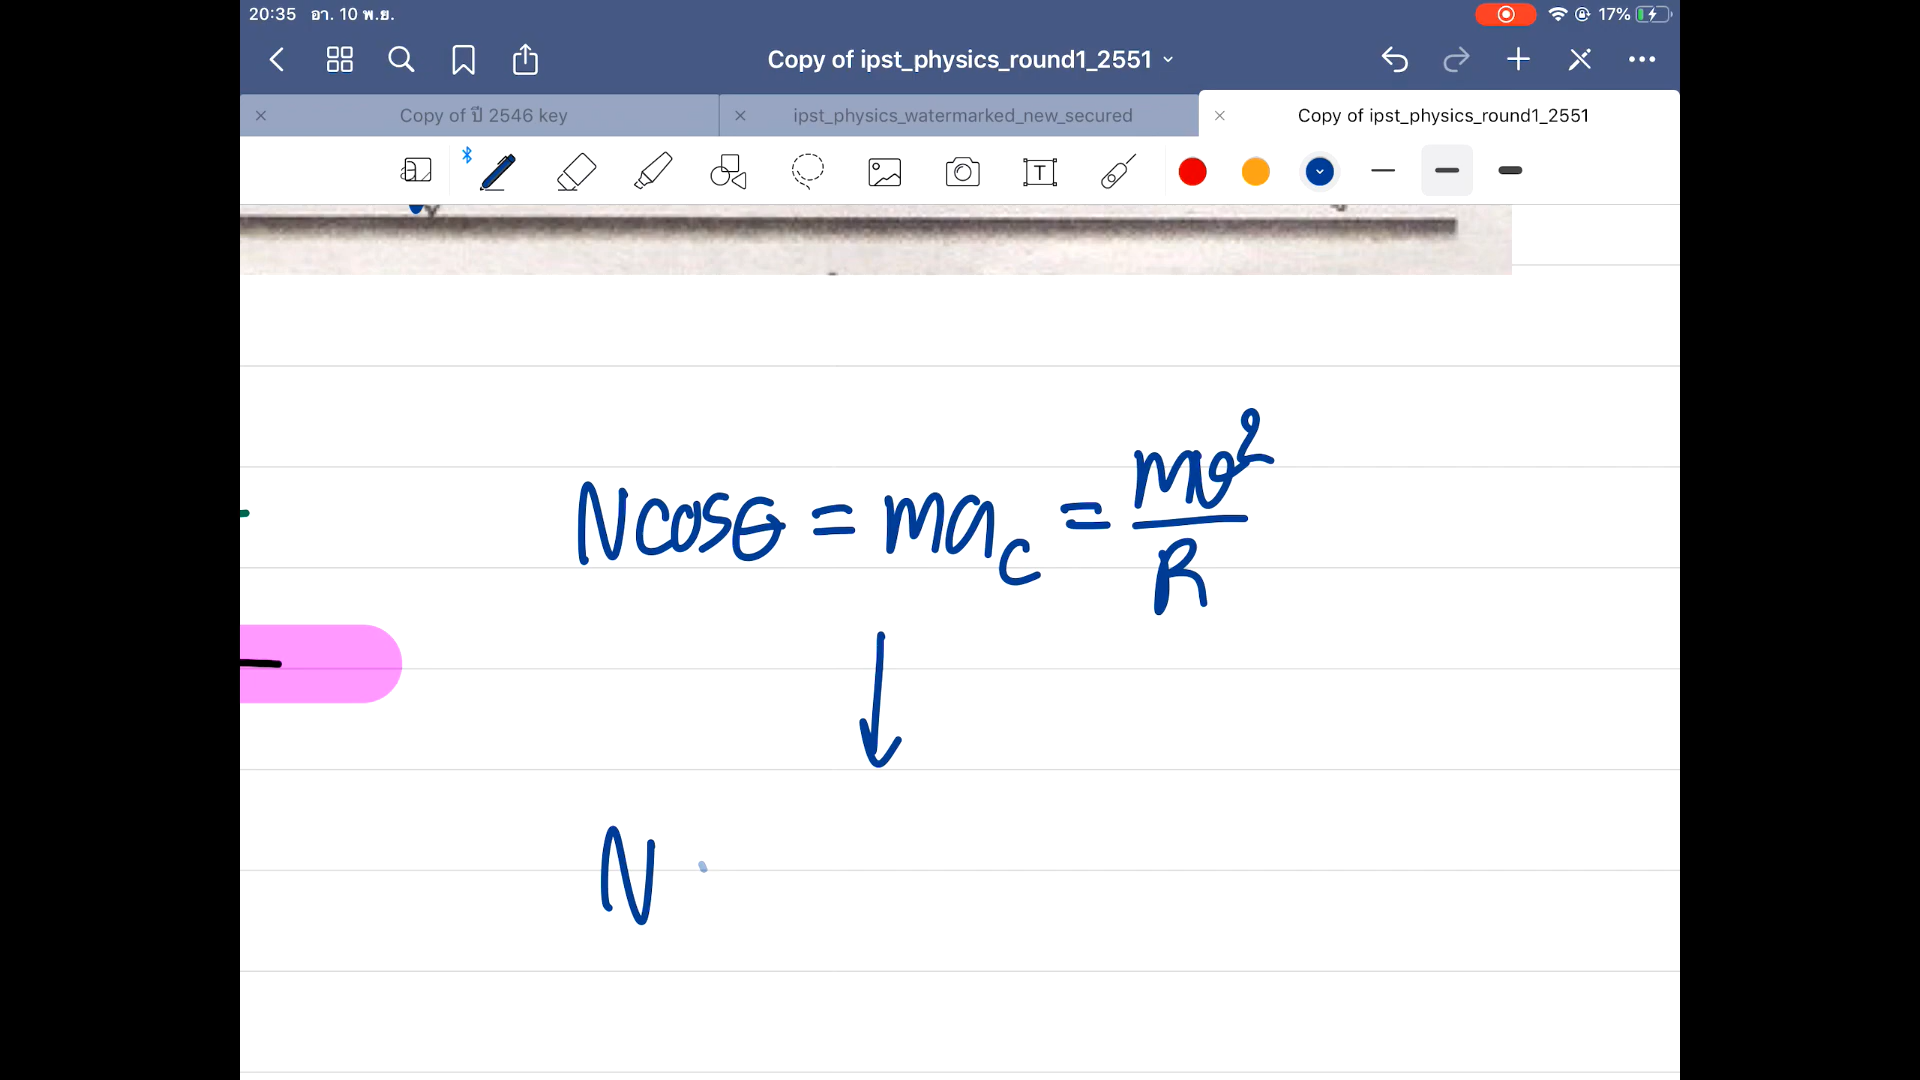 20:35 อา. 10 พ.ย. 17%
Copy of ipst_physics_round1_2551
Copy of ปี 2546 key ipst_physics_watermarked_new_secured Copy of ipst_physics_round1_2551
Ncosθ = ma_c = mv²/R
N